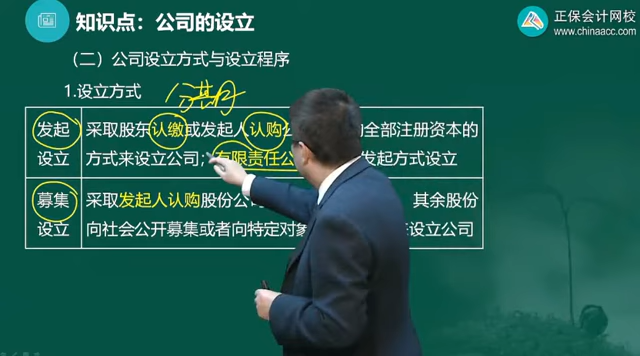 知识点：公司的设立
正保会计网校
www.chinaacc.com
（二）公司设立方式与设立程序
1.设立方式
发起
设立
采取股东认缴或发起人认购公 全部注册资本的
方式来设立公司；有限责任公 发起方式设立
募集
设立
采取发起人认购股份公 其余股份
向社会公开募集或者向特定对象 设立公司